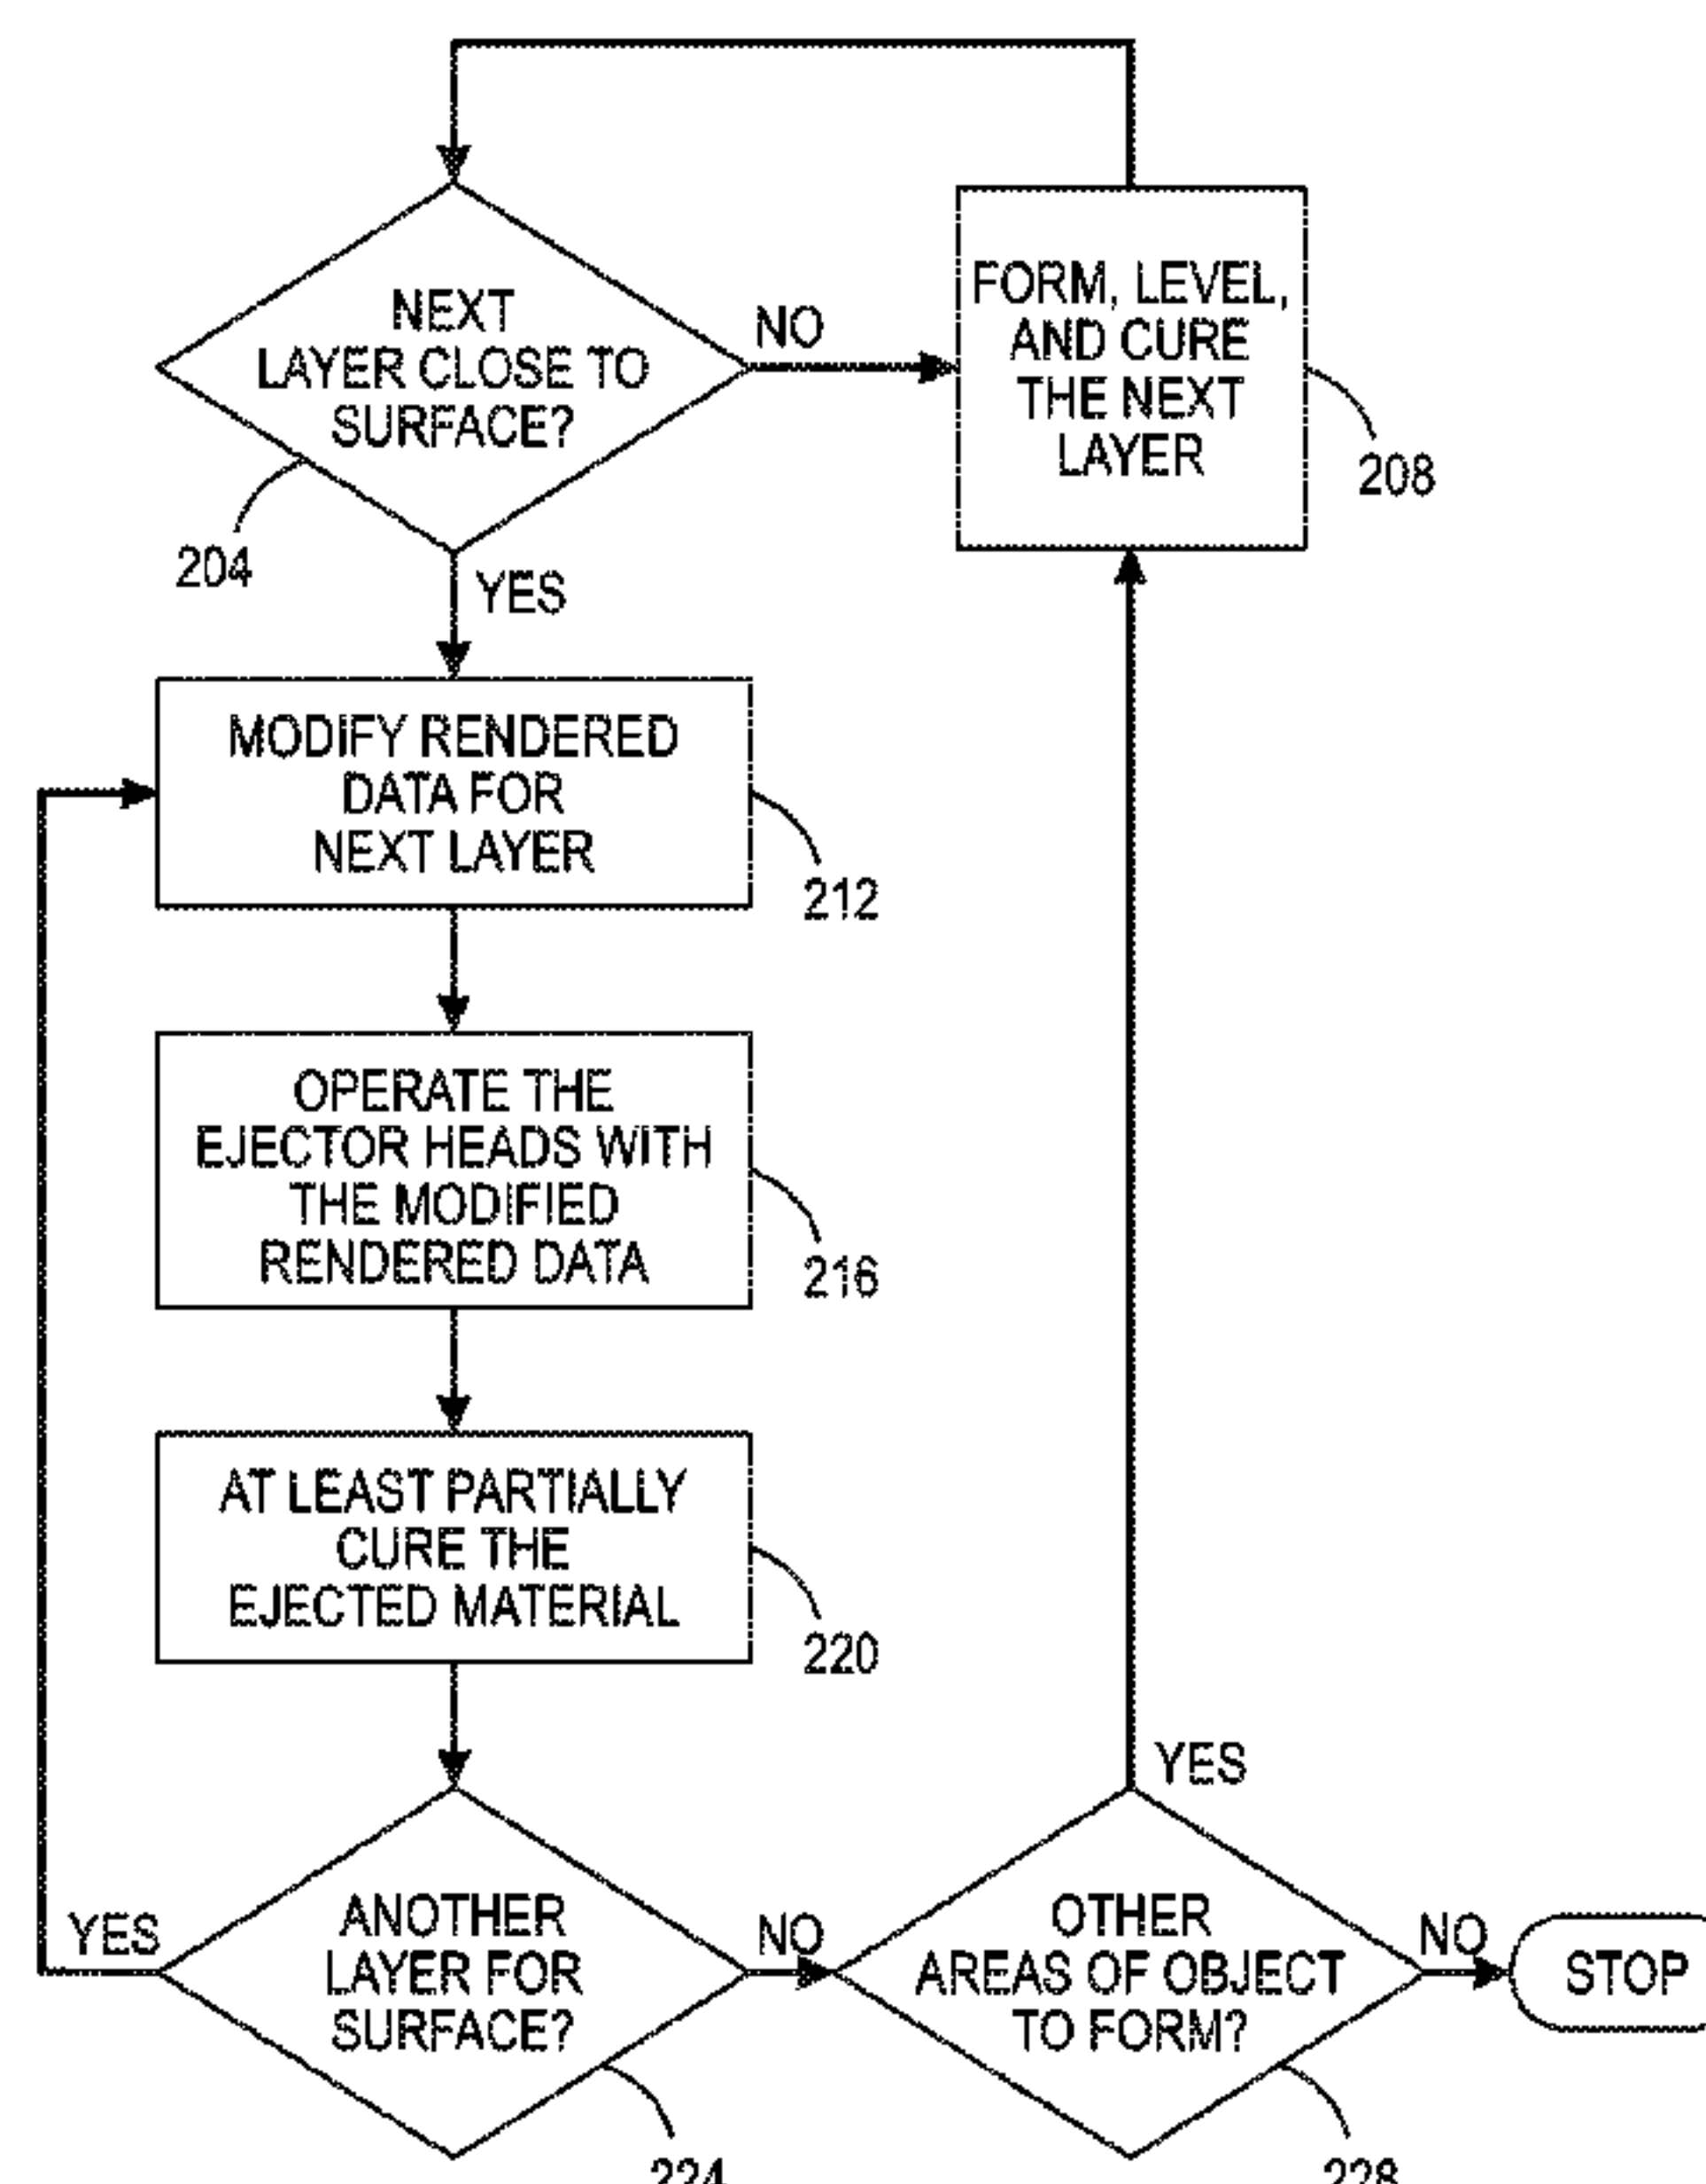 NEXT
LAYER CLOSE TO
SURFACE?
NO
204
YES
FORM, LEVEL,
AND CURE
THE NEXT
LAYER
208
MODIFY RENDERED
DATA FOR
NEXT LAYER
212
OPERATE THE
EJECTOR HEADS WITH
THE MODIFIED
RENDERED DATA
216
AT LEAST PARTIALLY
CURE THE
EJECTED MATERIAL
220
YES
ANOTHER
LAYER FOR
SURFACE?
NO
224
YES
OTHER
AREAS OF OBJECT
TO FORM?
NO
228
STOP